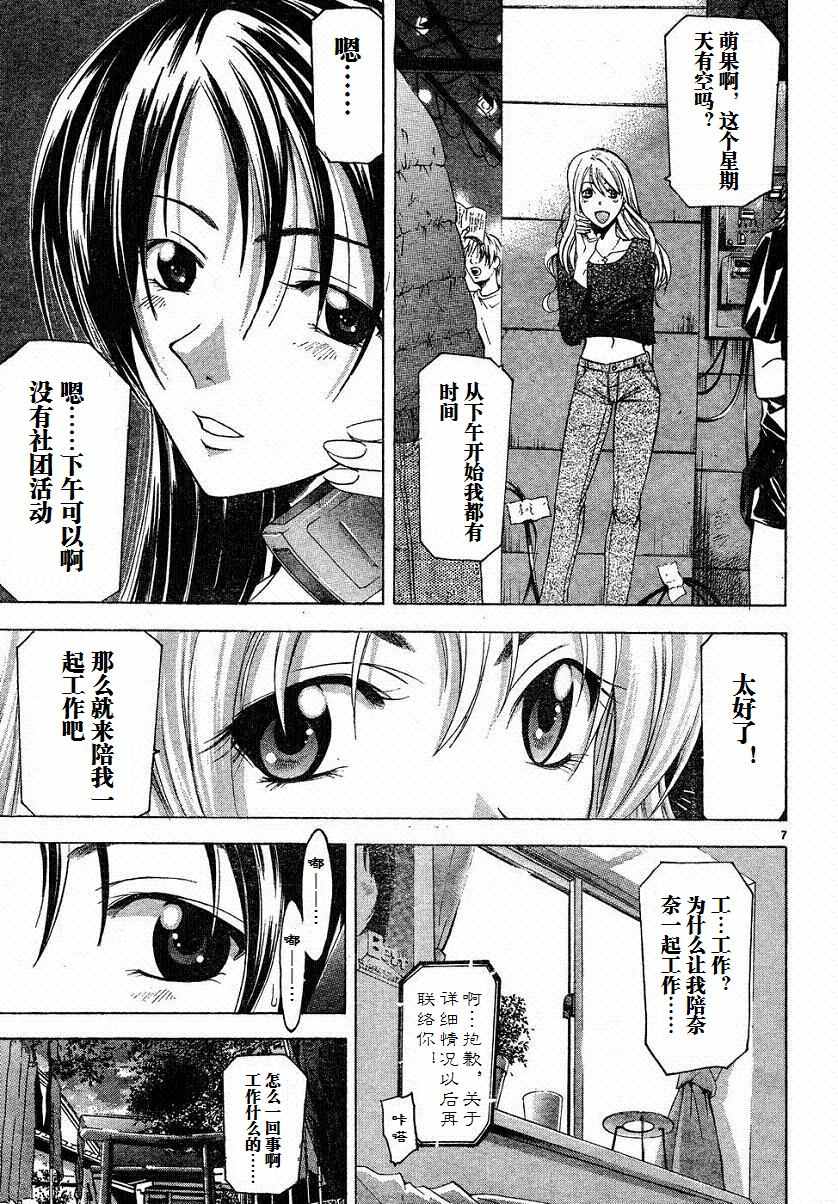 萌果啊，这个星期
天有空吗？
嗯……
从下午开始我都有
时间
嗯……下午可以啊
没有社团活动
太好了！
那么就来陪我一
起工作吧
7
工…工作？
为什么让我陪奈
奈一起工作……
啊…抱歉，关于
详细情况以后再
联络你！
咔嗒
嘟——……
嘟——……
怎么一回事啊
工作什么的……